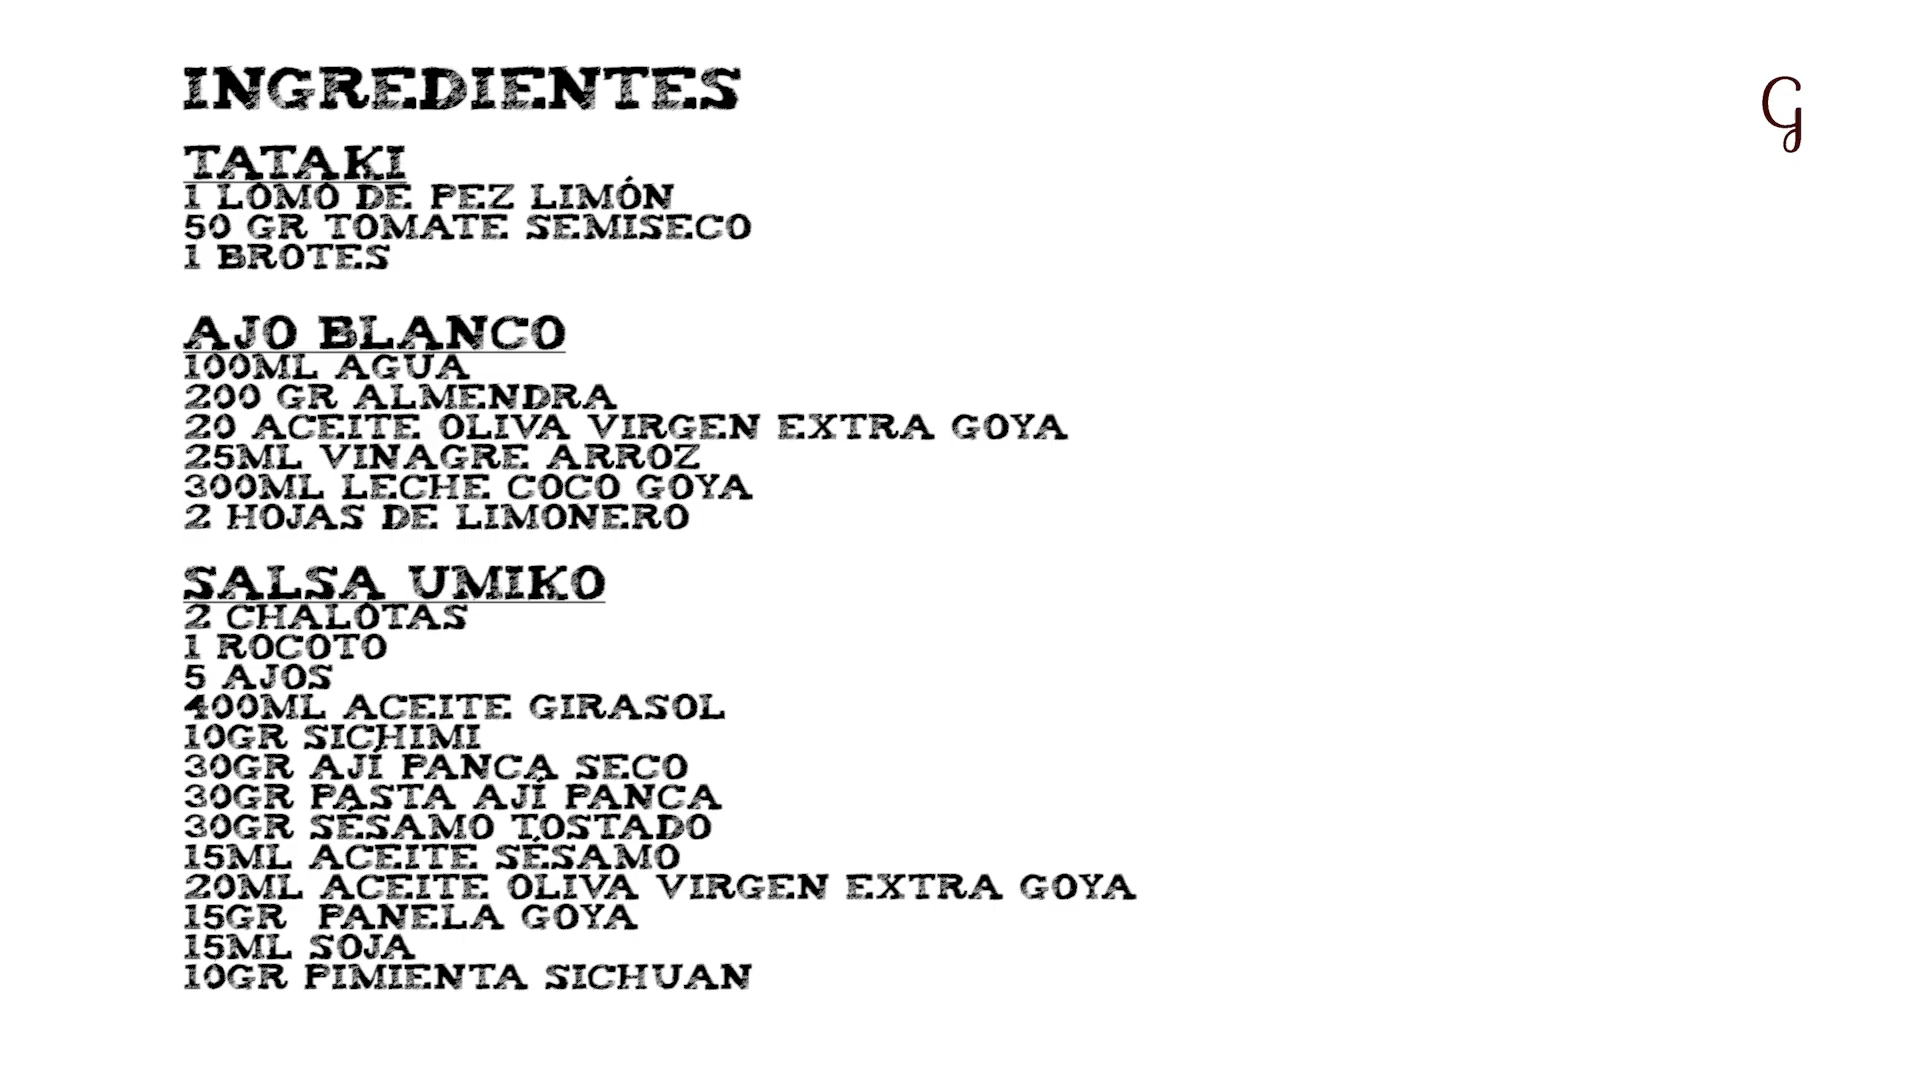 INGREDIENTES
G
TATAKI
1 LOMO DE PEZ LIMÓN
50 GR TOMATE SEMISECO
1 BROTES
AJO BLANCO
100ML AGUA
200 GR ALMENDRA
20 ACEITE OLIVA VIRGEN EXTRA GOYA
25ML VINAGRE ARROZ
300ML LECHE COCO GOYA
2 HOJAS DE LIMONERO
SALSA UMIKO
2 CHALOTAS
1 ROCOTO
5 AJOS
400ML ACEITE GIRASOL
10GR SICHIMI
30GR AJÍ PANCA SECO
30GR PASTA AJÍ PANCA
30GR SÉSAMO TOSTADO
15ML ACEITE SÉSAMO
20ML ACEITE OLIVA VIRGEN EXTRA GOYA
15GR  PANELA GOYA
15ML SOJA
10GR PIMIENTA SICHUAN